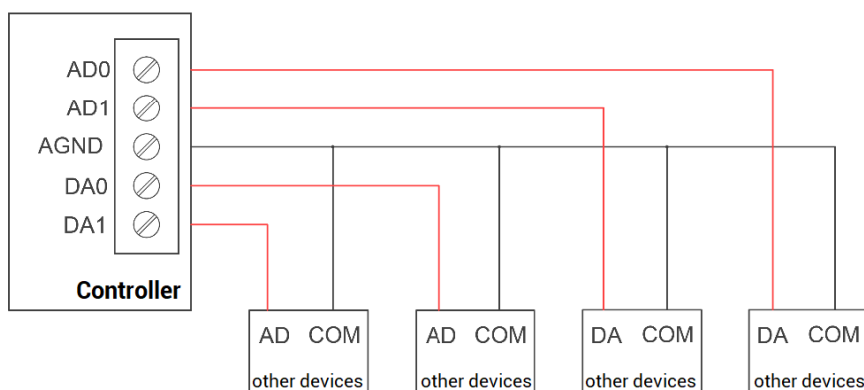 AD0
AD1
AGND
DA0
DA1
Controller
AD COM
other devices
AD COM
other devices
DA COM
other devices
DA COM
other devices